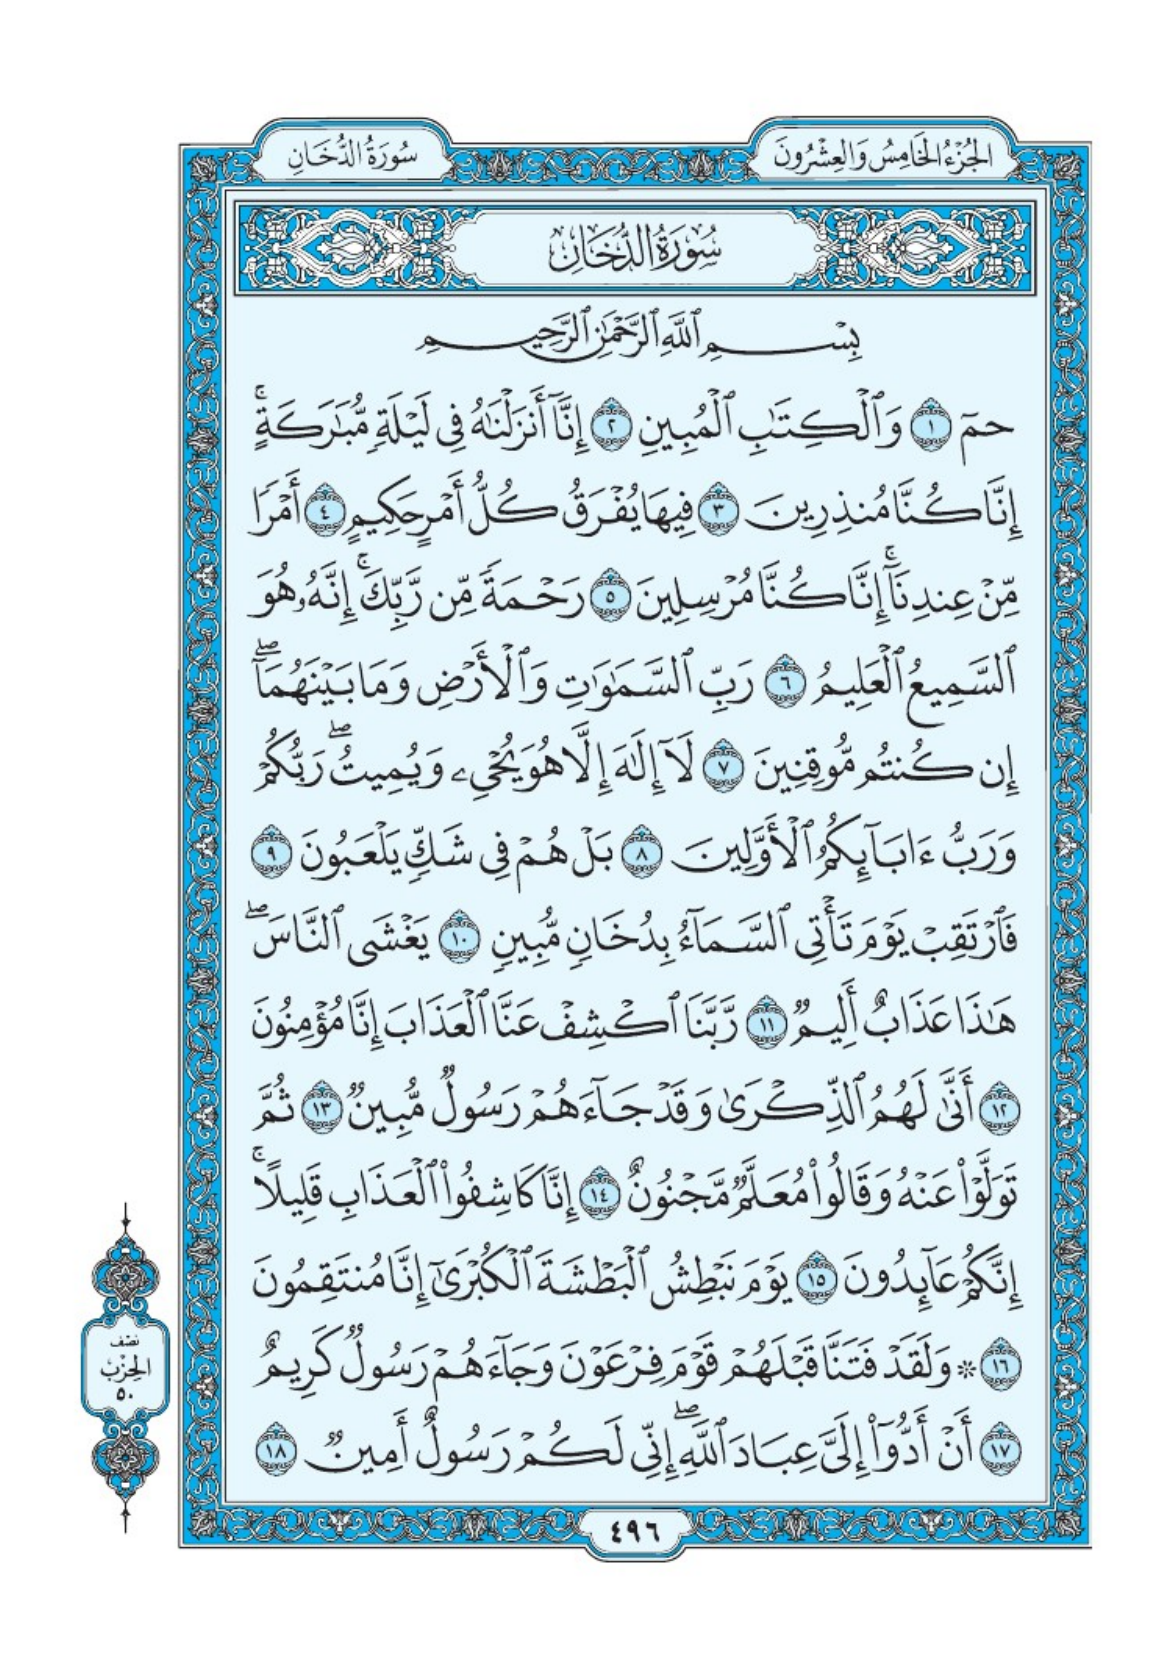 الجُزْءُ الخَامِسُ وَالعِشْرُونَ
سُورَةُ الدُّخَانِ
سُورَةُ الدُّخَانِ
بِسْمِ ٱللَّهِ ٱلرَّحْمَٰنِ ٱلرَّحِيمِ
حمٓ ١ وَٱلْكِتَٰبِ ٱلْمُبِينِ ٢ إِنَّآ أَنزَلْنَٰهُ فِى لَيْلَةٍ مُّبَٰرَكَةٍۚ
إِنَّا كُنَّا مُنذِرِينَ ٣ فِيهَا يُفْرَقُ كُلُّ أَمْرٍ حَكِيمٍ ٤ أَمْرًا
مِّنْ عِندِنَآۚ إِنَّا كُنَّا مُرْسِلِينَ ٥ رَحْمَةً مِّن رَّبِّكَۚ إِنَّهُۥ هُوَ
ٱلسَّمِيعُ ٱلْعَلِيمُ ٦ رَبِّ ٱلسَّمَٰوَٰتِ وَٱلْأَرْضِ وَمَا بَيْنَهُمَآۖ
إِن كُنتُم مُّوقِنِينَ ٧ لَآ إِلَٰهَ إِلَّا هُوَ يُحْىِۦ وَيُمِيتُۖ رَبُّكُمْ
وَرَبُّ ءَابَآئِكُمُ ٱلْأَوَّلِينَ ٨ بَلْ هُمْ فِى شَكٍّ يَلْعَبُونَ ٩
فَٱرْتَقِبْ يَوْمَ تَأْتِى ٱلسَّمَآءُ بِدُخَانٍ مُّبِينٍ ١٠ يَغْشَى ٱلنَّاسَۖ
هَٰذَا عَذَابٌ أَلِيمٌ ١١ رَّبَّنَا ٱكْشِفْ عَنَّا ٱلْعَذَابَ إِنَّا مُؤْمِنُونَ
١٢ أَنَّىٰ لَهُمُ ٱلذِّكْرَىٰ وَقَدْ جَآءَهُمْ رَسُولٌ مُّبِينٌ ١٣ ثُمَّ
تَوَلَّوْا۟ عَنْهُ وَقَالُوا۟ مُعَلَّمٌ مَّجْنُونٌ ١٤ إِنَّا كَاشِفُوا۟ ٱلْعَذَابِ قَلِيلًاۚ
إِنَّكُمْ عَآئِدُونَ ١٥ يَوْمَ نَبْطِشُ ٱلْبَطْشَةَ ٱلْكُبْرَىٰٓ إِنَّا مُنتَقِمُونَ
١٦ ۞ وَلَقَدْ فَتَنَّا قَبْلَهُمْ قَوْمَ فِرْعَوْنَ وَجَآءَهُمْ رَسُولٌ كَرِيمٌ
١٧ أَنْ أَدُّوٓا۟ إِلَىَّ عِبَادَ ٱللَّهِۖ إِنِّى لَكُمْ رَسُولٌ أَمِينٌ ١٨
نصف
الحِزْب
٥٠
٤٩٦